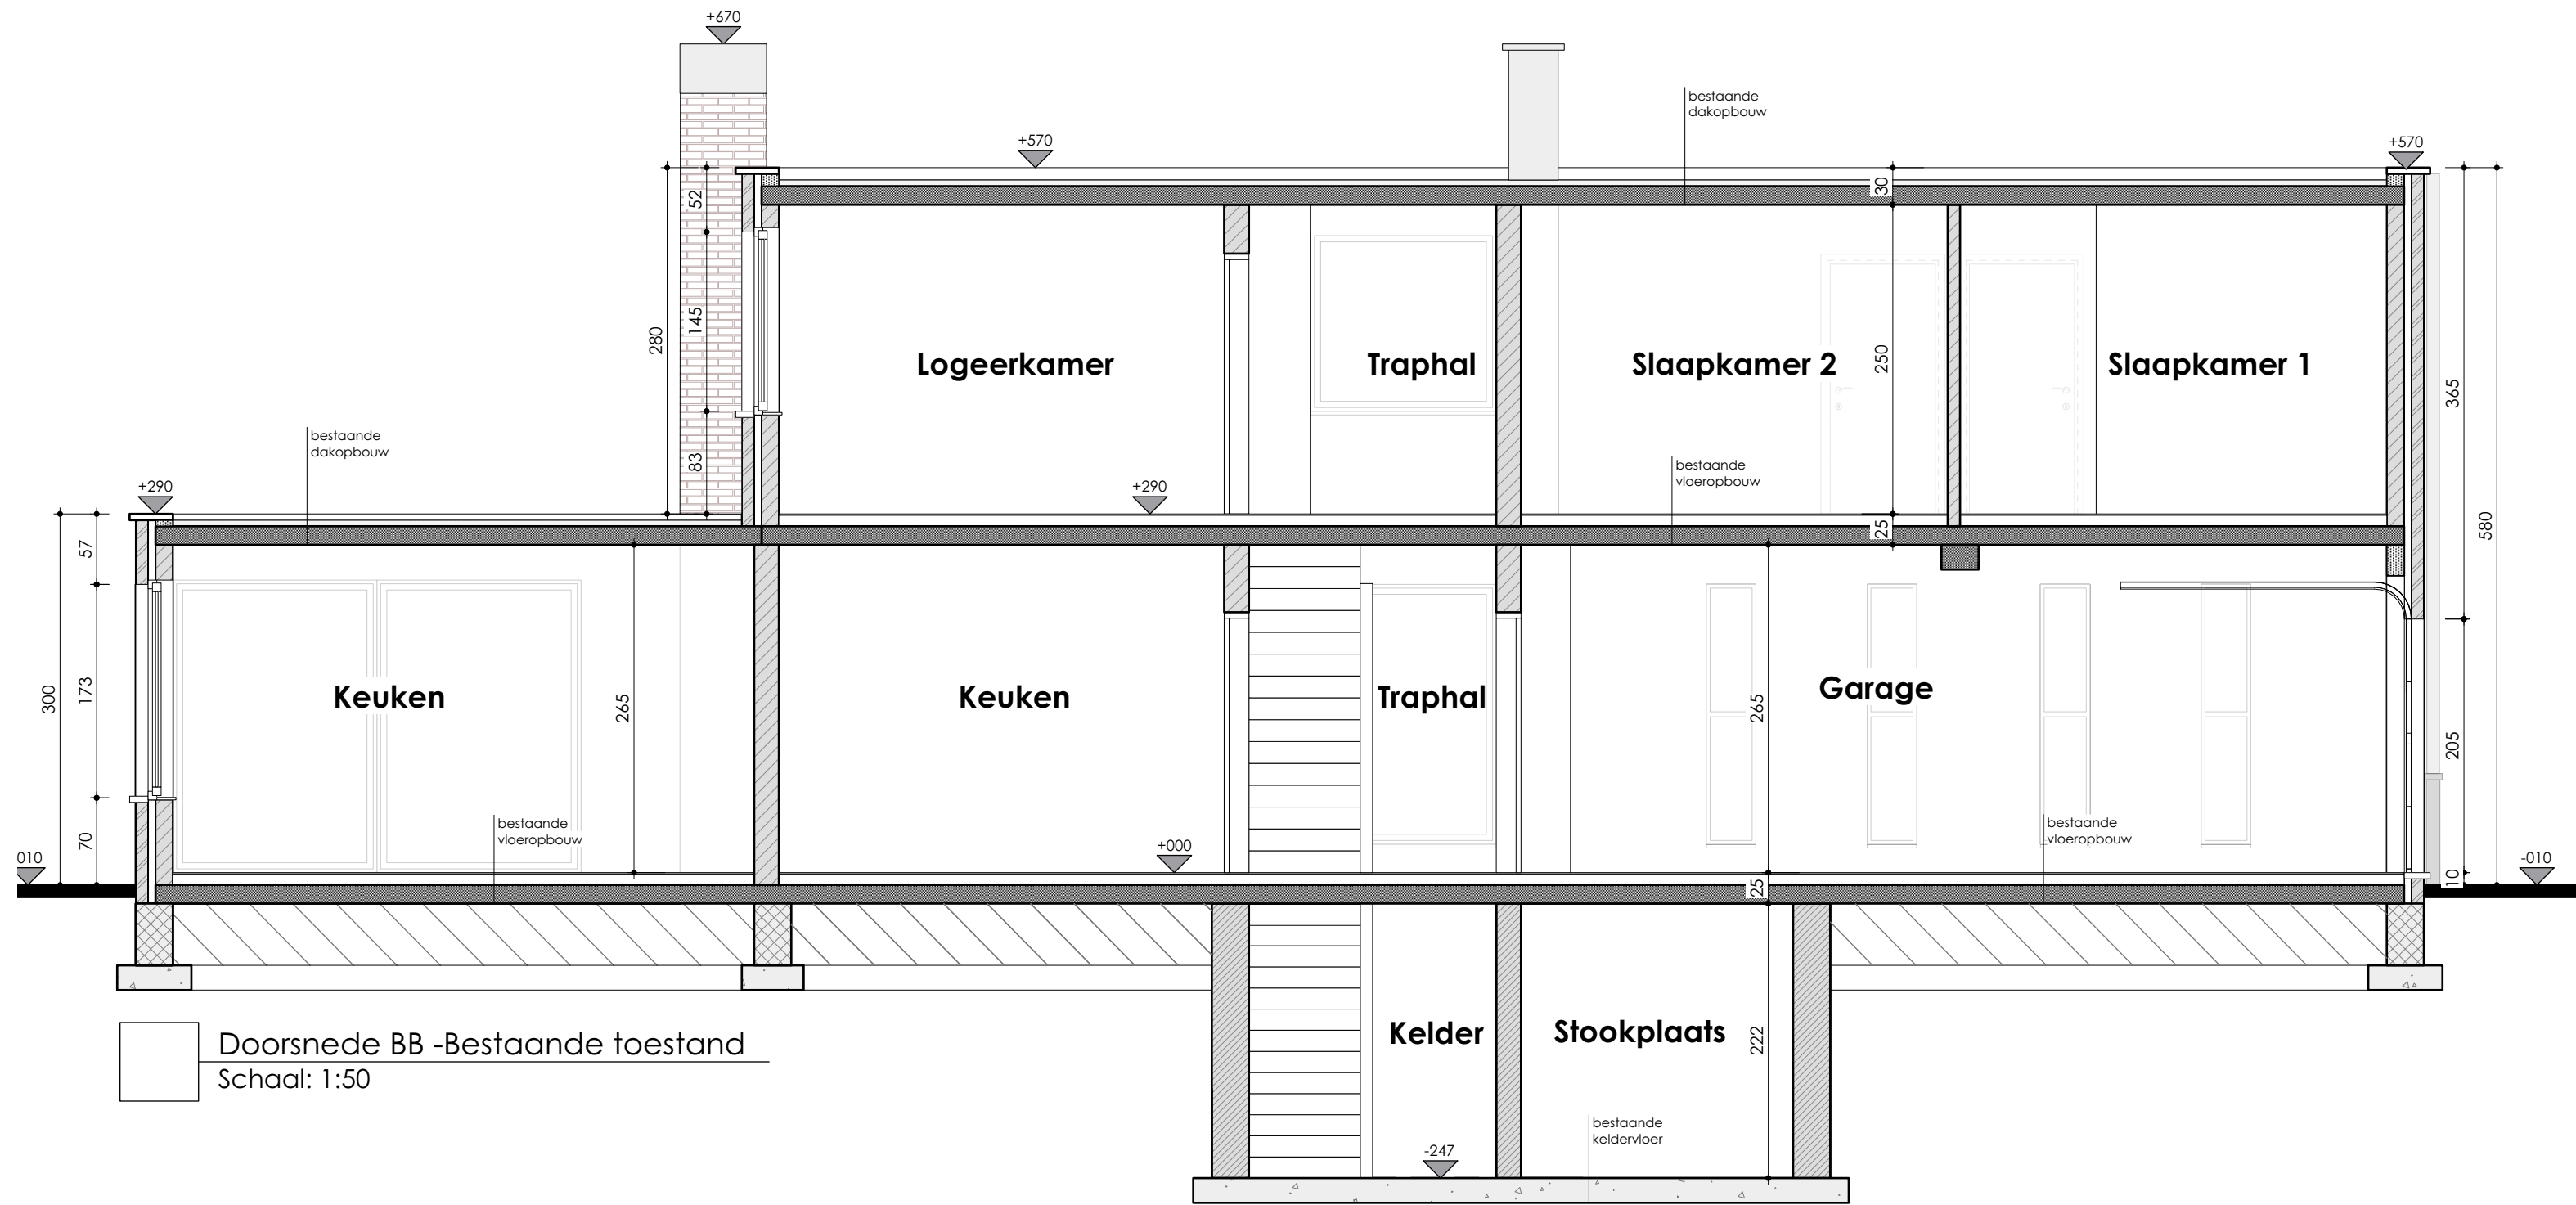 +670
+570
bestaande
dakopbouw
+570
52
30
280
145
83
Logeerkamer
Traphal
Slaapkamer 2
250
Slaapkamer 1
365
580
bestaande
dakopbouw
bestaande
vloeropbouw
+290
+290
25
57
300
173
70
Keuken
265
Keuken
Traphal
265
Garage
205
bestaande
vloeropbouw
bestaande
vloeropbouw
010
+000
-010
25
10
Doorsnede BB -Bestaande toestand
Schaal: 1:50
Kelder
Stookplaats
222
bestaande
keldervloer
-247